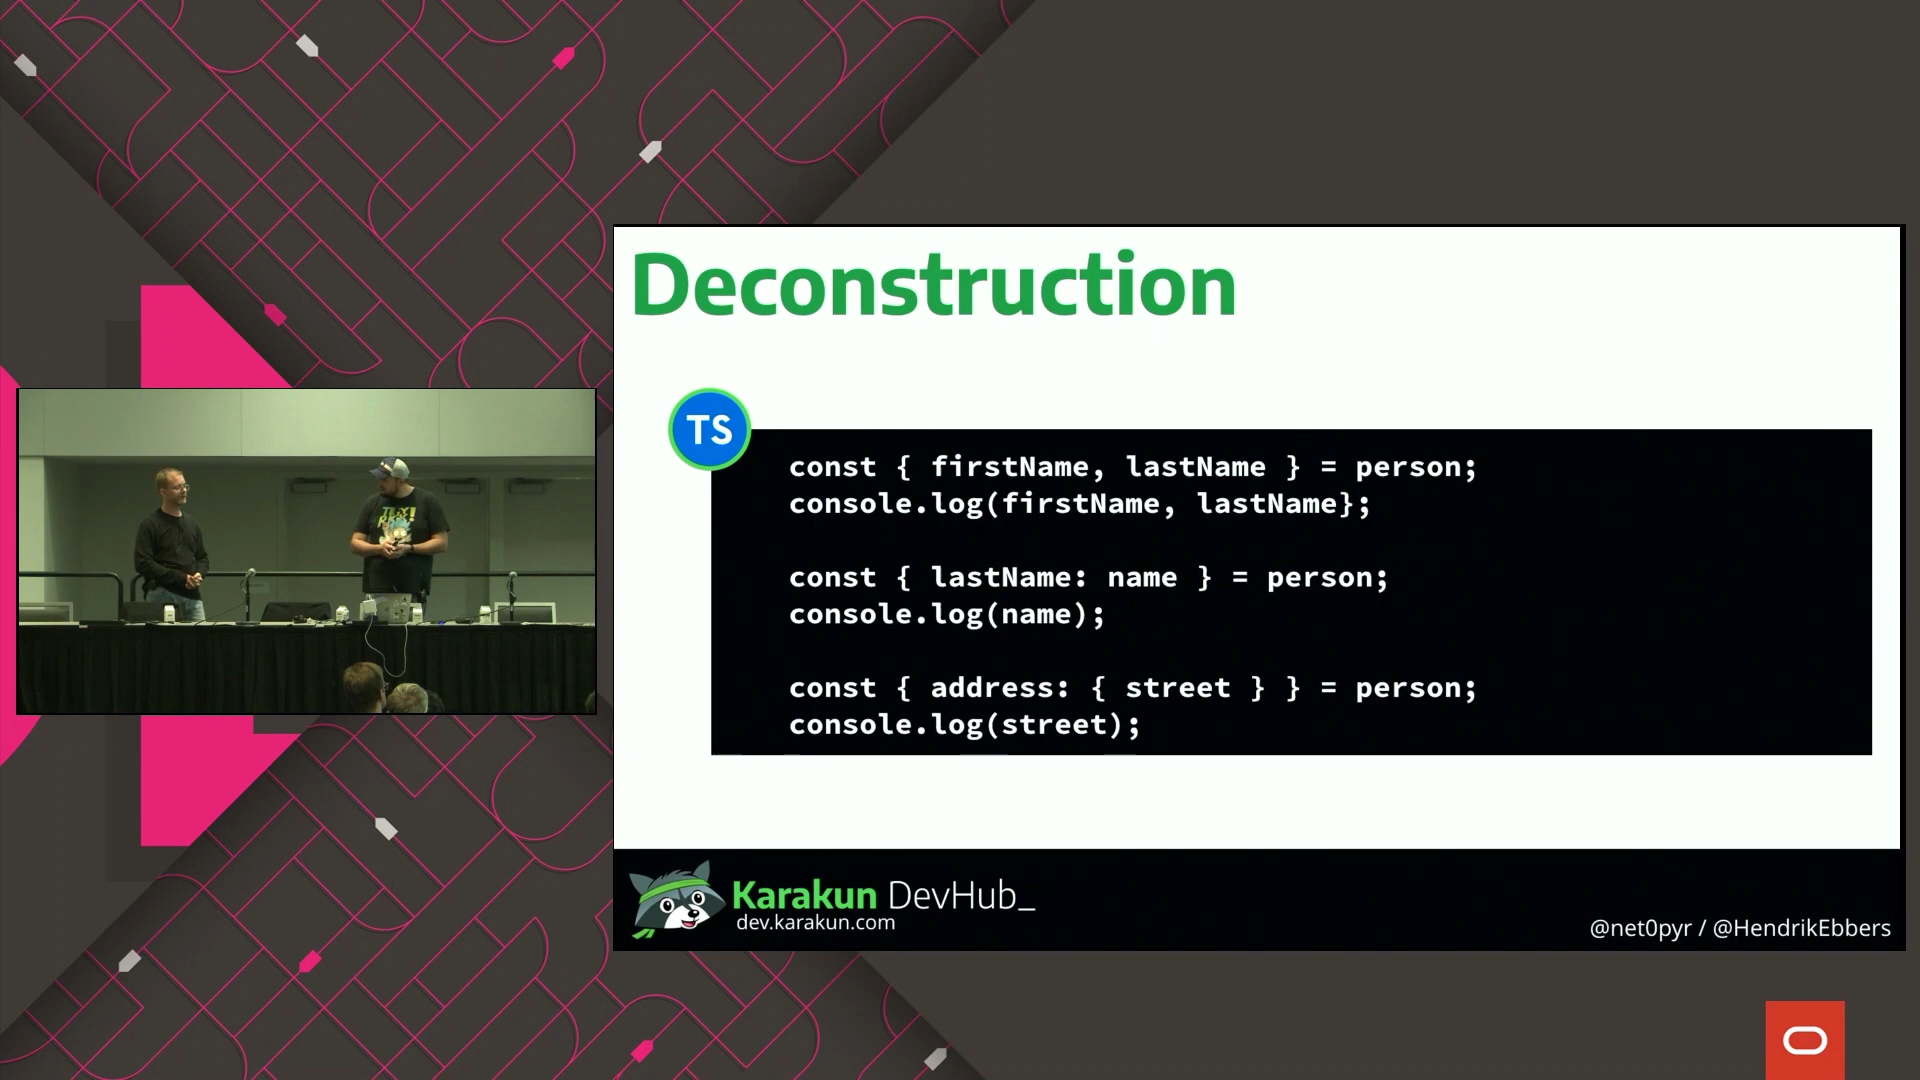 Deconstruction
TS
const { firstName, lastName } = person;
console.log(firstName, lastName};
const { lastName: name } = person;
console.log(name);
const { address: { street } } = person;
console.log(street);
Karakun DevHub_
dev.karakun.com
@net0pyr / @HendrikEbbers